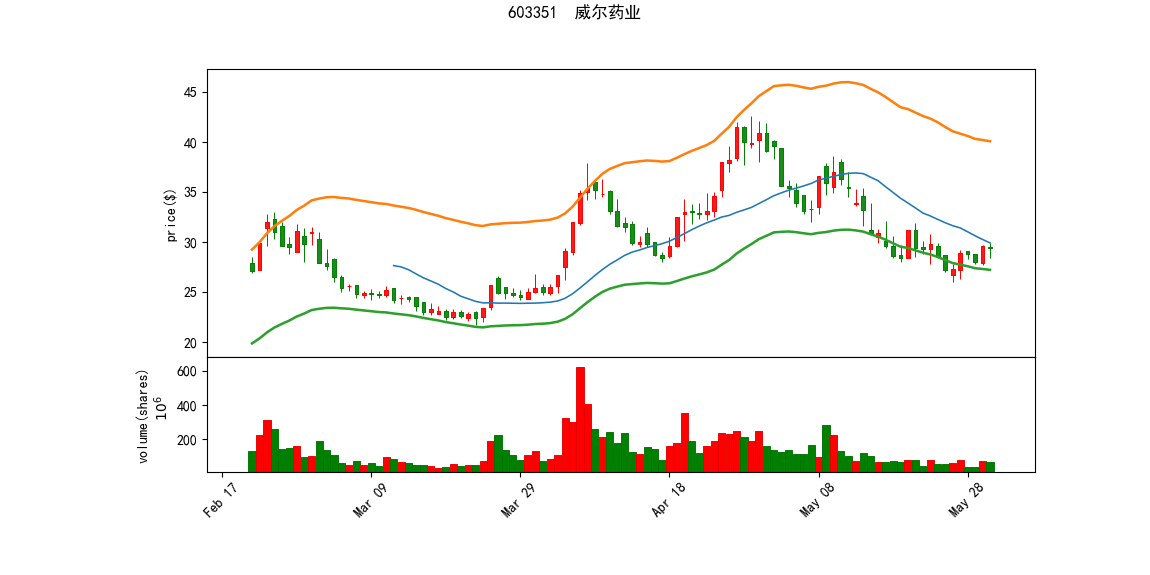 603351 威尔药业
45
40
35
30
25
20
price($)
600
400
200
volume(shares)
10^6
Feb 17
Mar 09
Mar 29
Apr 18
May 08
May 28